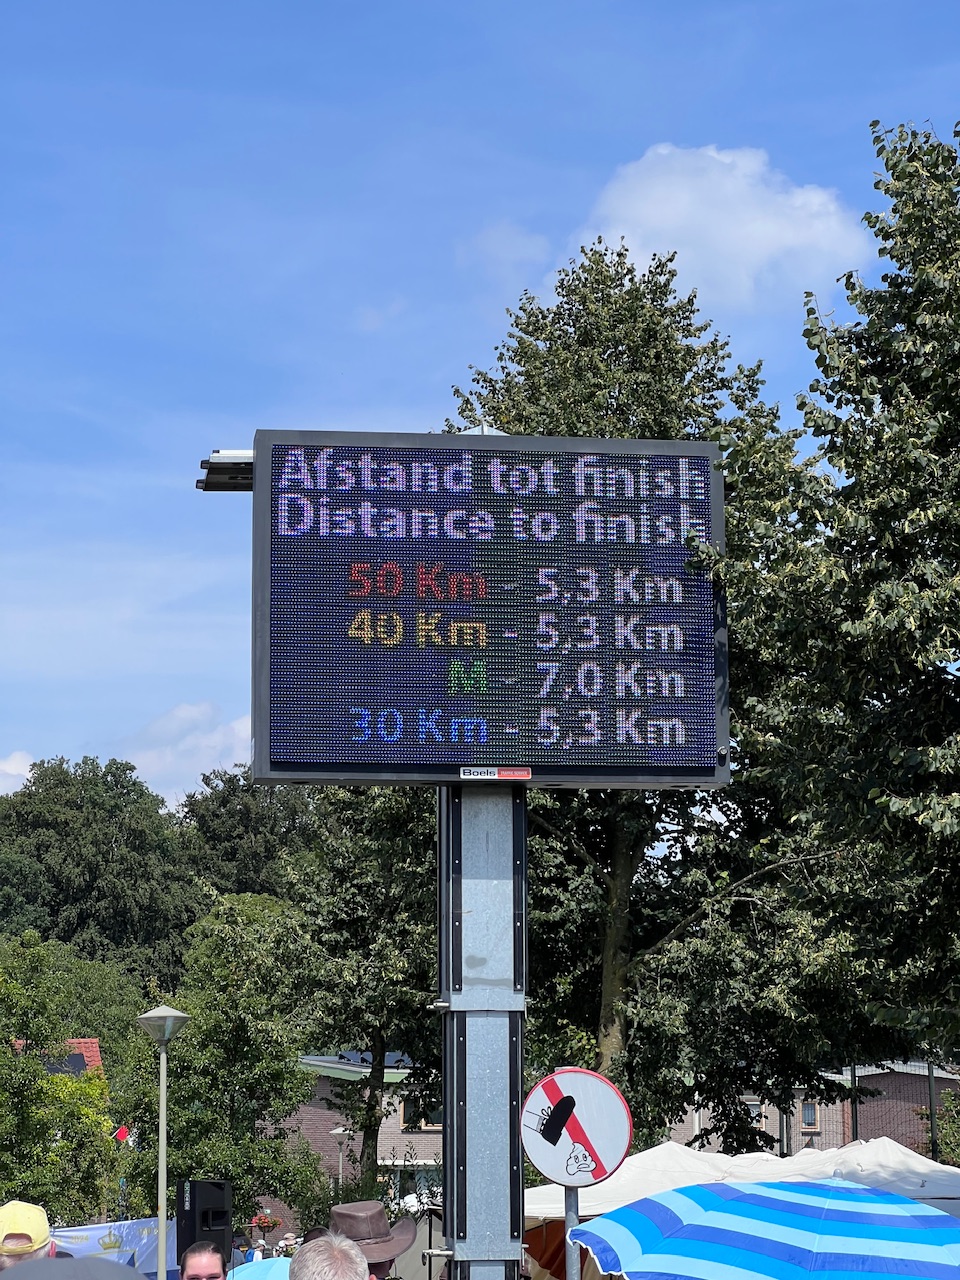 Afstand tot finish
Distance to finish
50 Km - 5,3 Km
40 Km - 5,3 Km
M - 7,0 Km
30 Km - 5,3 Km
Boels